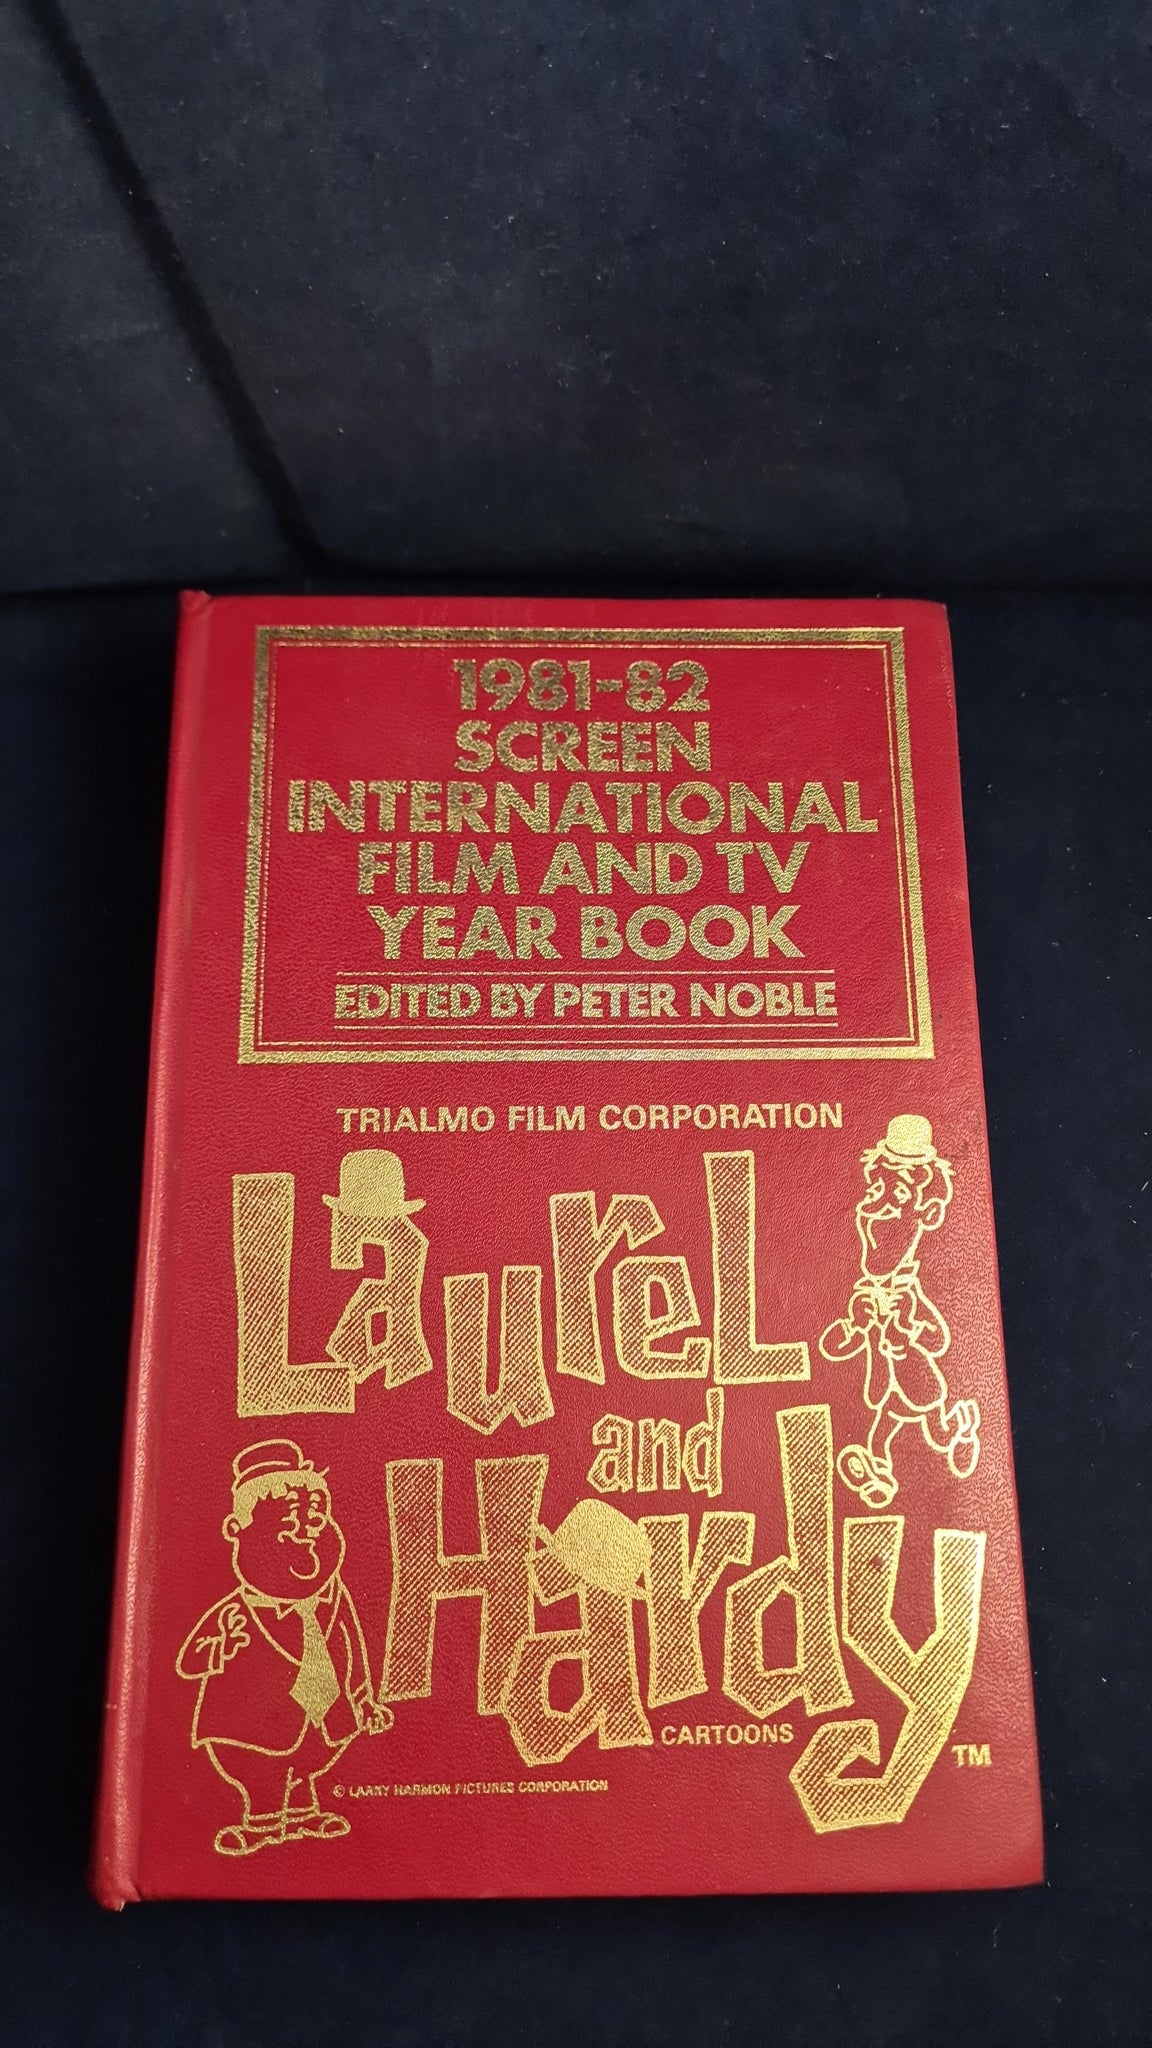 1981-82
SCREEN
INTERNATIONAL
FILM AND TV
YEAR BOOK
EDITED BY PETER NOBLE
TRIALMO FILM CORPORATION
LaureL
and
Hardy
CARTOONS
TM
© LARRY HARMON PICTURES CORPORATION